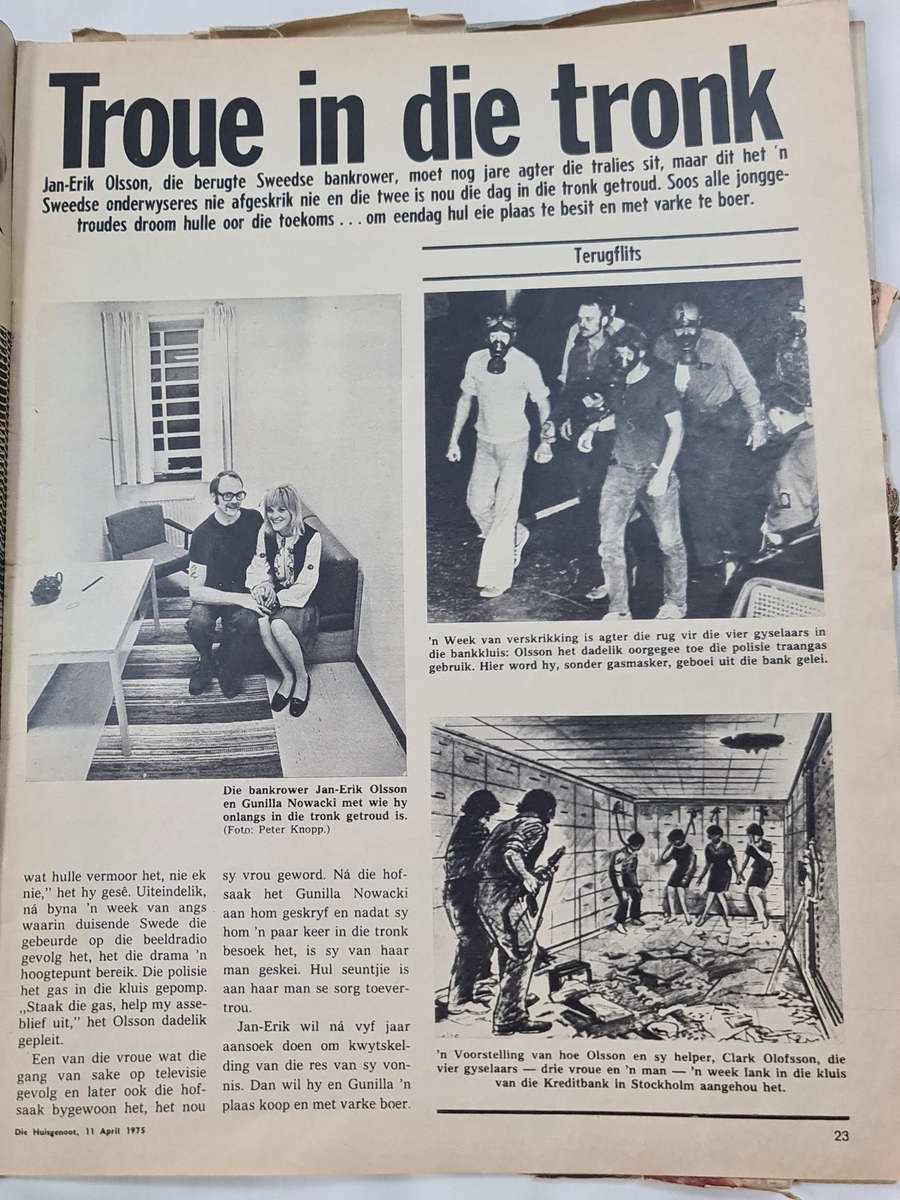 Troue in die tronk
Jan-Erik Olsson, die berugte Sweedse bankrower, moet nog jare agter die tralies sit, maar dit het 'n
Sweedse onderwyseres nie afgeskrik nie en die twee is nou die dag in die tronk getroud. Soos alle jongge-
troudes droom hulle oor die toekoms . . . om eendag hul eie plaas te besit en met varke te boer.
Terugflits
'n Week van verskrikking is agter die rug vir die vier gyselaars in
die bankkluis: Olsson het dadelik oorgegee toe die polisie traangas
gebruik. Hier word hy, sonder gasmasker, geboei uit die bank gelei.
Die bankrower Jan-Erik Olsson
en Gunilla Nowacki met wie hy
onlangs in die tronk getroud is.
(Foto: Peter Knopp.)
wat hulle vermoor het, nie ek
nie,” het hy gesê. Uiteindelik,
ná byna 'n week van angs
waarin duisende Swede die
gebeurde op die beeldradio
gevolg het, het die drama 'n
hoogtepunt bereik. Die polisie
het gas in die kluis gepomp.
„Staak die gas, help my asse-
blief uit,” het Olsson dadelik
gepleit.
Een van die vroue wat die
gang van sake op televisie
gevolg en later ook die hof-
saak bygewoon het, het nou
sy vrou geword. Ná die hof-
saak het Gunilla Nowacki
aan hom geskryf en nadat sy
hom 'n paar keer in die tronk
besoek het, is sy van haar
man geskei. Hul seuntjie is
aan haar man se sorg toever-
trou.
Jan-Erik wil ná vyf jaar
aansoek doen om kwytskel-
ding van die res van sy von-
nis. Dan wil hy en Gunilla 'n
plaas koop en met varke boer.
'n Voorstelling van hoe Olsson en sy helper, Clark Olofsson, die
vier gyselaars — drie vroue en 'n man — 'n week lank in die kluis
van die Kreditbank in Stockholm aangehou het.
Die Huisgenoot, 11 April 1975
23